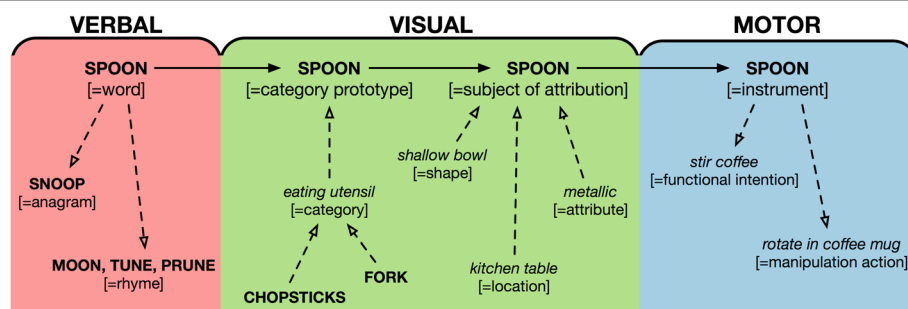 VERBAL
VISUAL
MOTOR
SPOON
[=word]
SNOOP
[=anagram]
MOON, TUNE, PRUNE
[=rhyme]
SPOON
[=category prototype]
eating utensil
[=category]
CHOPSTICKS
FORK
SPOON
[=subject of attribution]
shallow bowl
[=shape]
metallic
[=attribute]
kitchen table
[=location]
SPOON
[=instrument]
stir coffee
[=functional intention]
rotate in coffee mug
[=manipulation action]